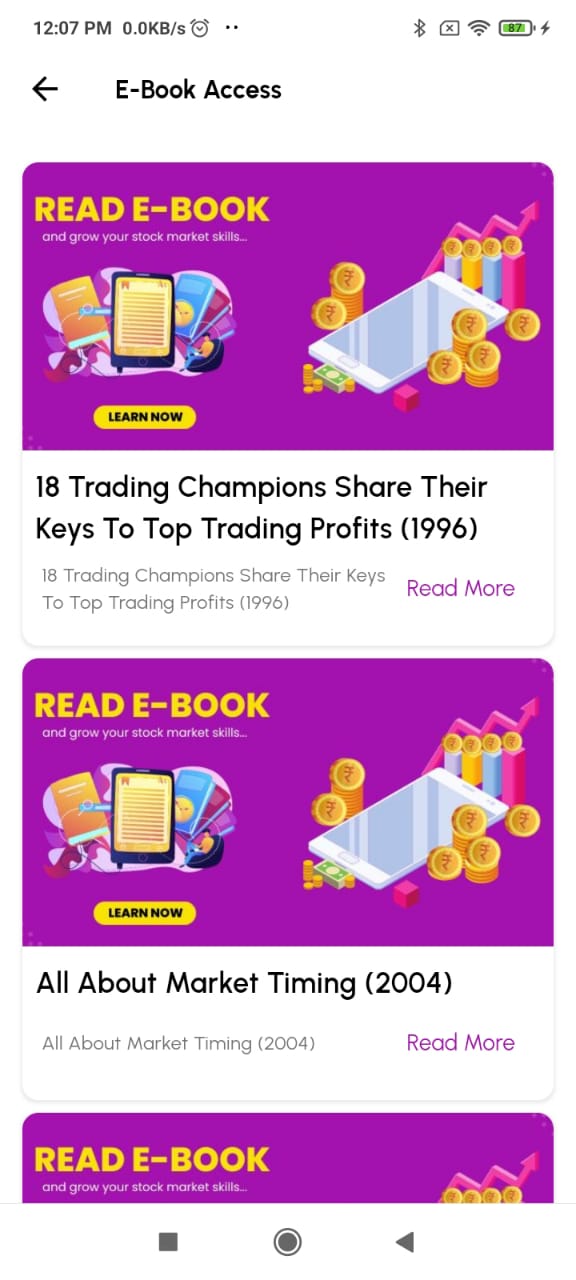 12:07 PM 0.0KB/s ··
87
E-Book Access
READ E-BOOK
and grow your stock market skills...
LEARN NOW
18 Trading Champions Share Their
Keys To Top Trading Profits (1996)
18 Trading Champions Share Their Keys
To Top Trading Profits (1996)
Read More
READ E-BOOK
and grow your stock market skills...
LEARN NOW
All About Market Timing (2004)
All About Market Timing (2004)
Read More
READ E-BOOK
and grow your stock market skills...